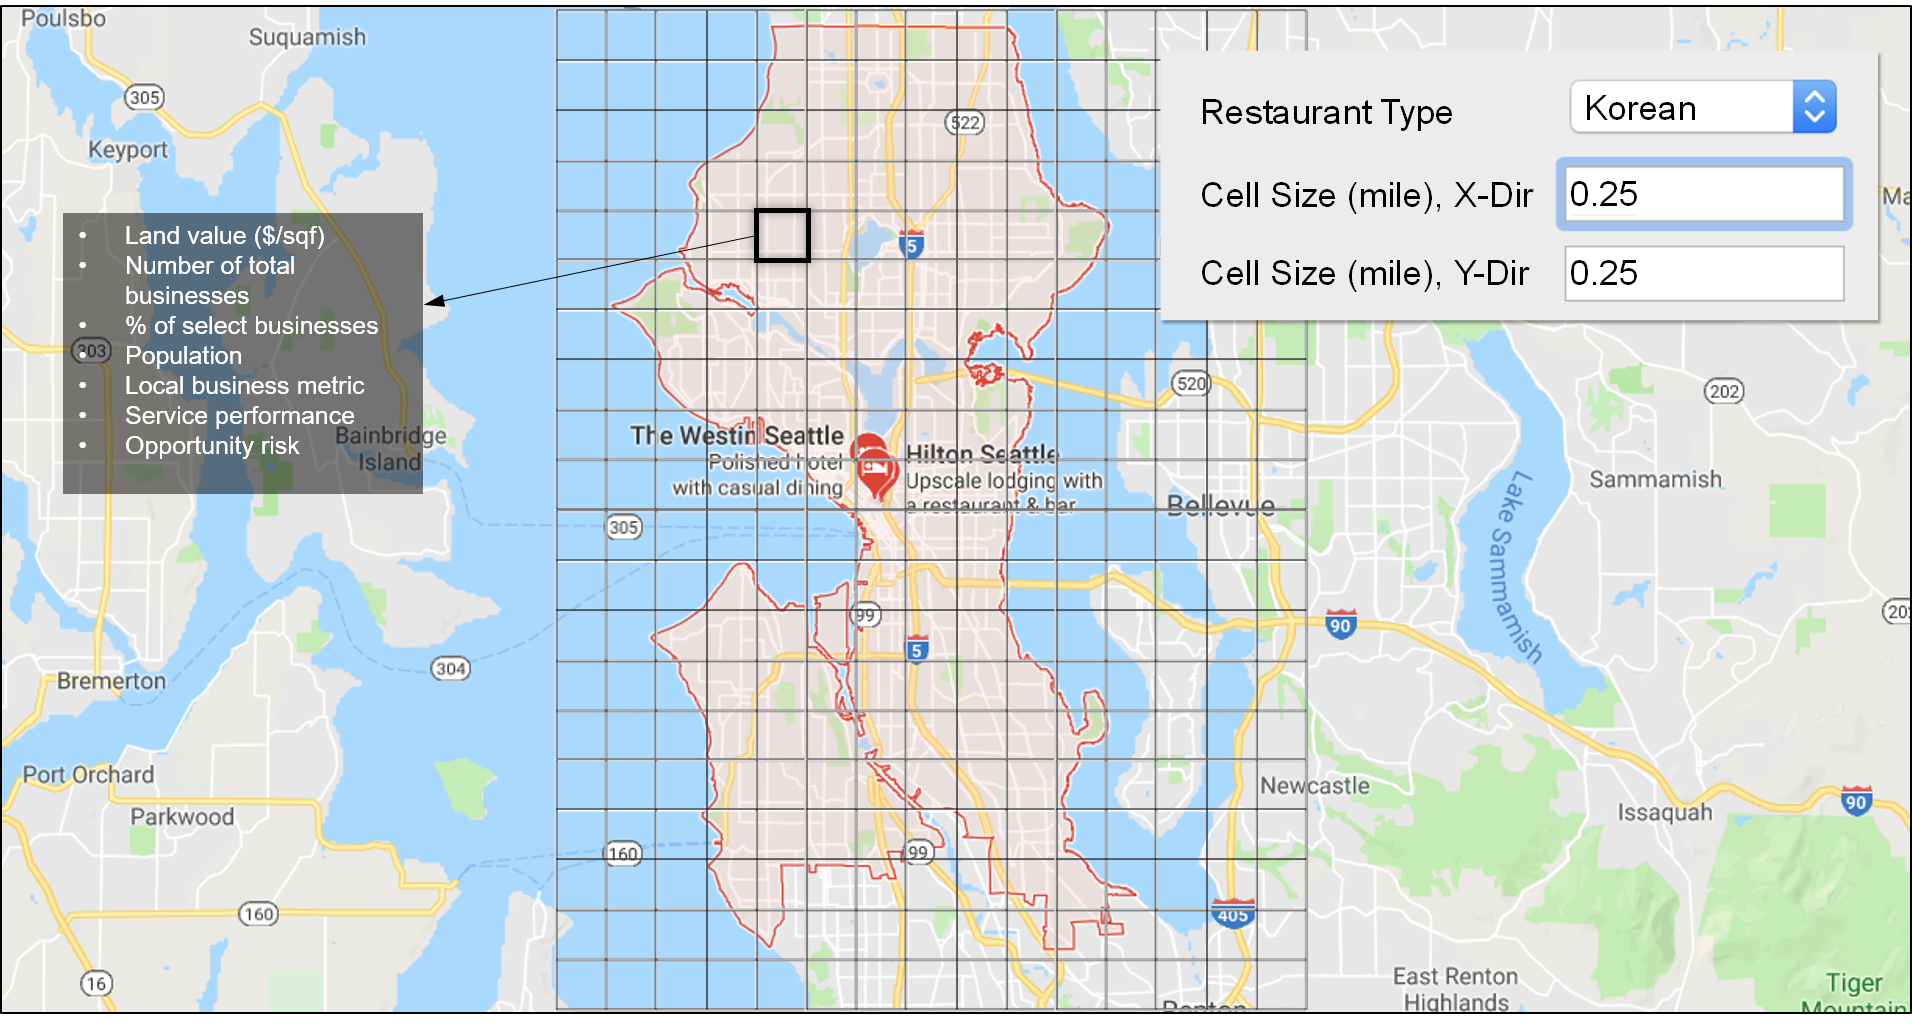 Poulsbo
Suquamish
305
Keyport
522
Restaurant Type
Korean
Cell Size (mile), X-Dir
0.25
Cell Size (mile), Y-Dir
0.25
Ma
• Land value ($/sqf)
• Number of total
businesses
• % of select businesses
• Population
• Local business metric
• Service performance
• Opportunity risk
303
5
520
202
Bainbridge
Island
The Westin Seattle
Polished hotel
with casual dining
Hilton Seattle
Upscale lodging with
a restaurant & bar
Bellevue
Sammamish
Lake Sammamish
305
99
5
90
20
304
Bremerton
Port Orchard
Parkwood
Newcastle
Issaquah
90
160
99
160
405
16
East Renton
Highlands
Tiger
Mountain
Renton